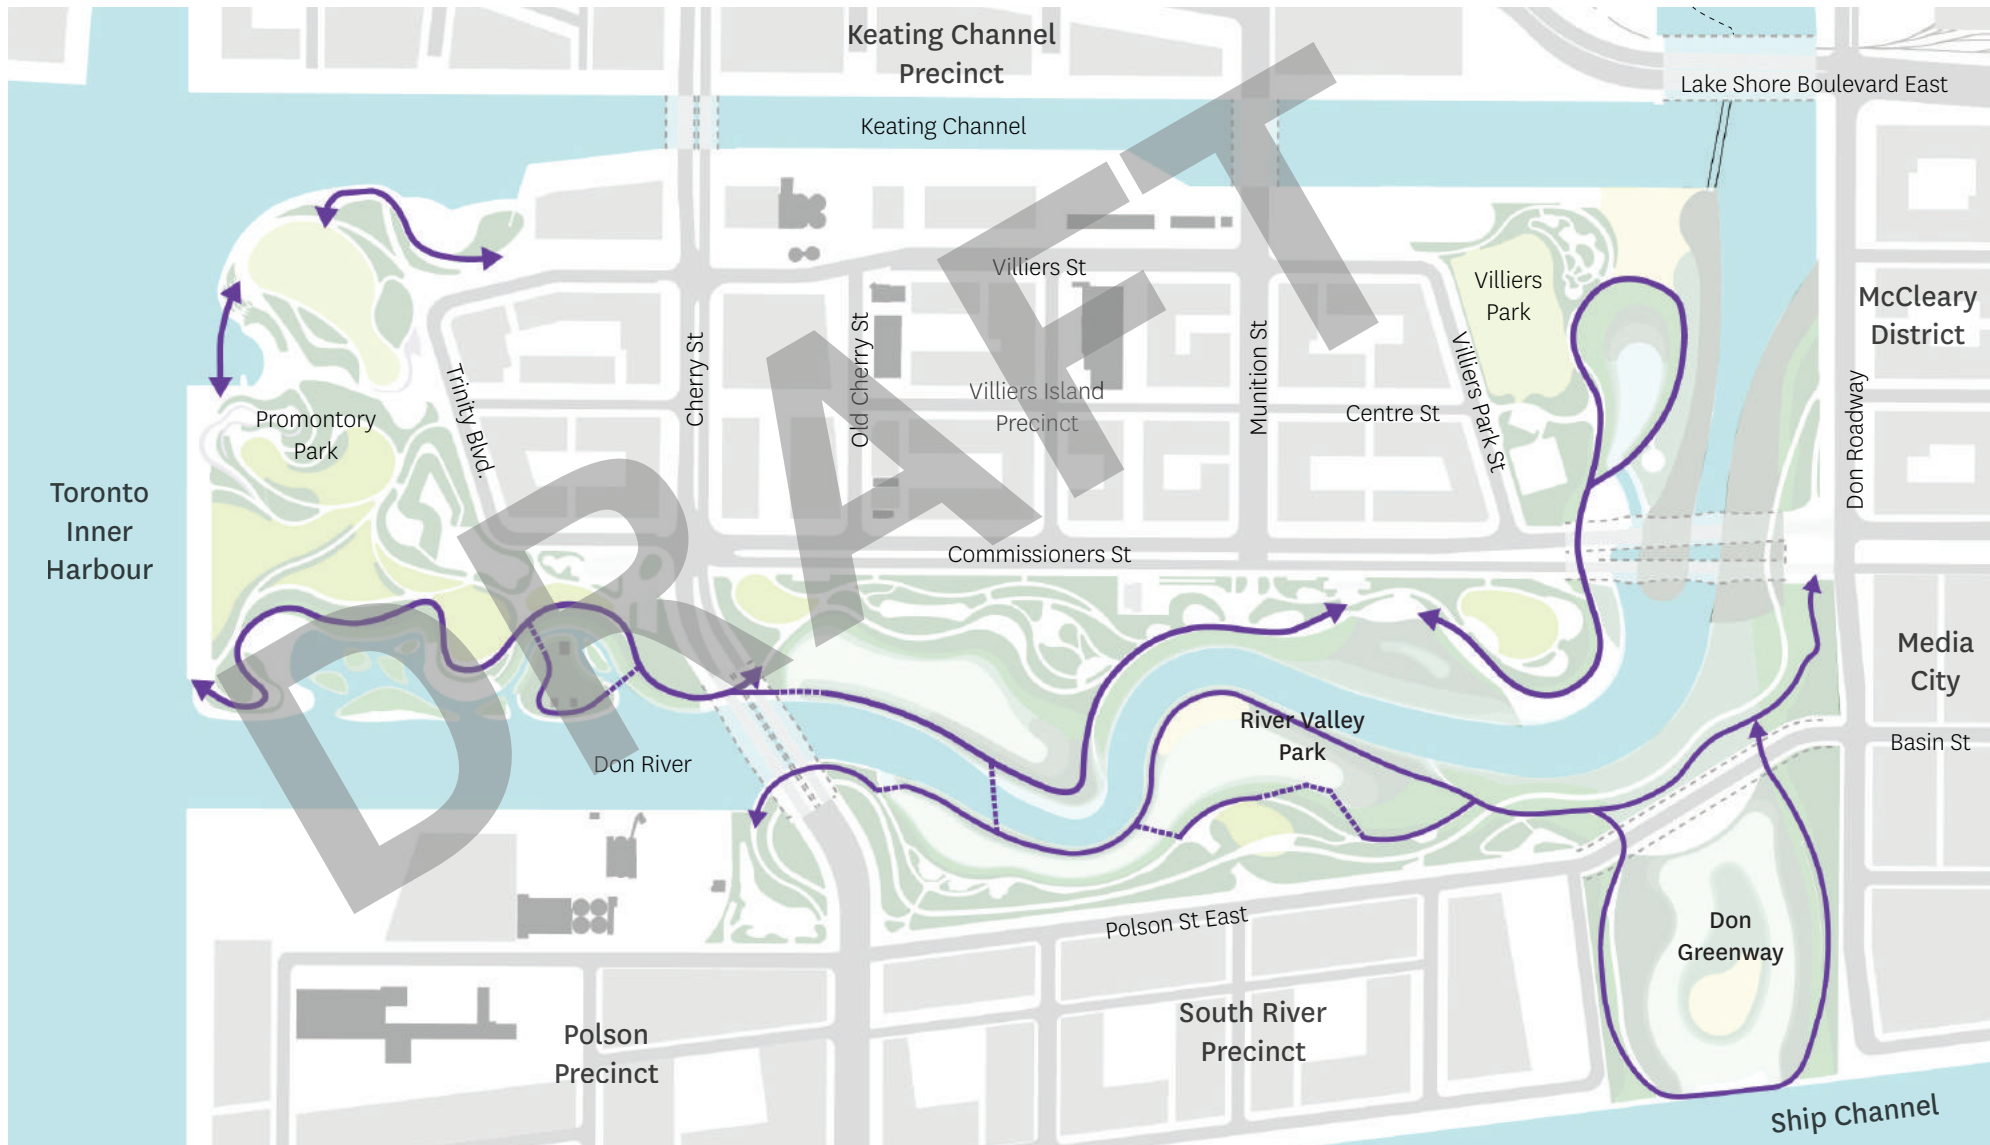 Keating Channel
Precinct
Lake Shore Boulevard East
Keating Channel
Villiers St
Villiers
Park
McCleary
District
Trinity Blvd.
Cherry St
Old Cherry St
Villiers Island
Precinct
Munition St
Centre St
Villiers Park St
Don Roadway
Promontory
Park
Toronto
Inner
Harbour
Commissioners St
Media
City
River Valley
Park
Basin St
Don River
Polson St East
Don
Greenway
South River
Precinct
Polson
Precinct
Ship Channel
DRAFT